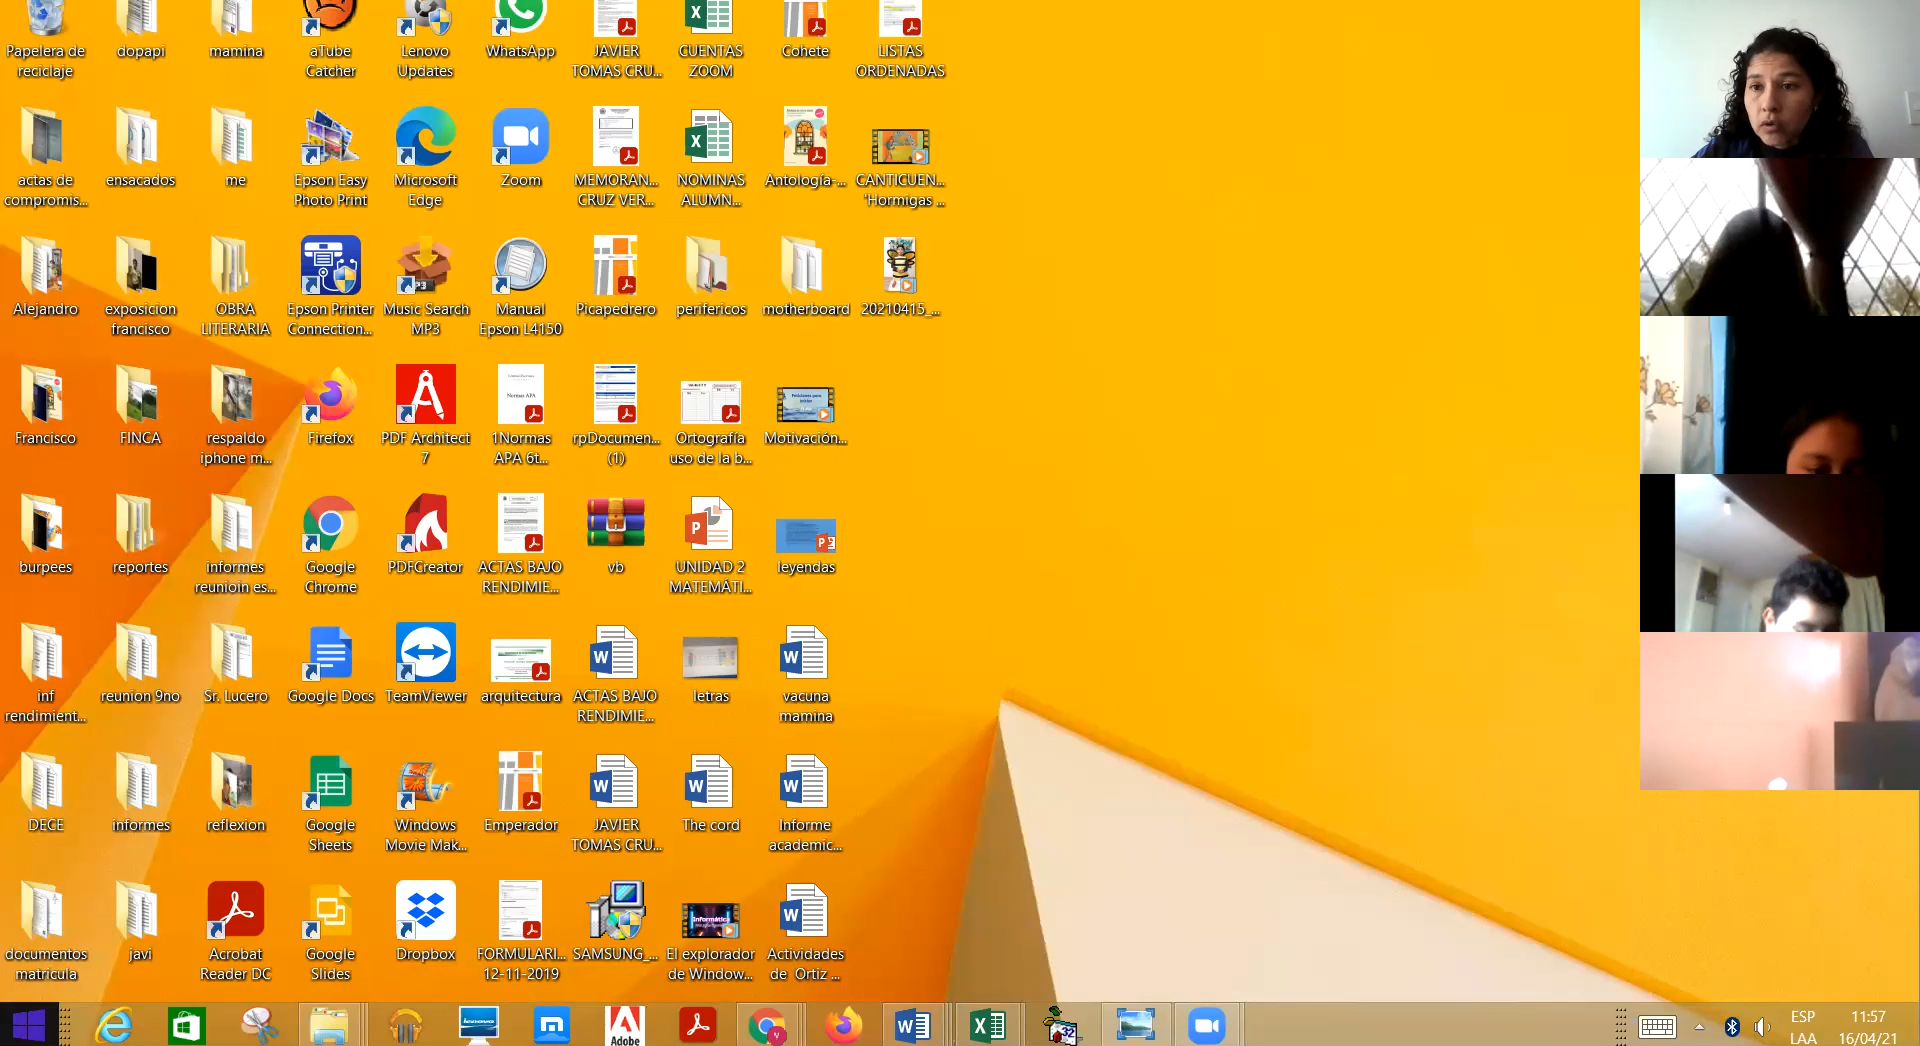 Papelera de
reciclaje
dopapi
mamina
aTube
Catcher
Lenovo
Updates
WhatsApp
JAVIER
TOMAS CRU...
CUENTAS
ZOOM
Cohete
LISTAS
ORDENADAS
actas de
compromis...
ensacados
me
Epson Easy
Photo Print
Microsoft
Edge
Zoom
MEMORAN...
CRUZ VER...
NOMINAS
ALUMN...
Antología-...
CANTICUEN...
'Hormigas ...
Alejandro
exposicion
francisco
OBRA
LITERARIA
Epson Printer
Connection...
Music Search
MP3
Manual
Epson L4150
Picapedrero
perifericos
motherboard
20210415_...
Francisco
FINCA
respaldo
iphone m...
Firefox
PDF Architect
7
1Normas
APA 6t...
rpDocumen...
(1)
Ortografía
uso de la b...
Motivación...
burpees
reportes
informes
reunioin es...
Google
Chrome
PDFCreator
ACTAS BAJO
RENDIMIE...
vb
UNIDAD 2
MATEMÁTI...
leyendas
inf
rendimient...
reunion 9no
Sr. Lucero
Google Docs
TeamViewer
arquitectura
ACTAS BAJO
RENDIMIE...
letras
vacuna
mamina
DECE
informes
reflexion
Google
Sheets
Windows
Movie Mak...
Emperador
JAVIER
TOMAS CRU...
The cord
Informe
academic...
documentos
matricula
javi
Acrobat
Reader DC
Google
Slides
Dropbox
FORMULARI...
12-11-2019
SAMSUNG_...
El explorador
de Window...
Actividades
de Ortiz ...
Adobe
32
ESP
LAA
11:57
16/04/21